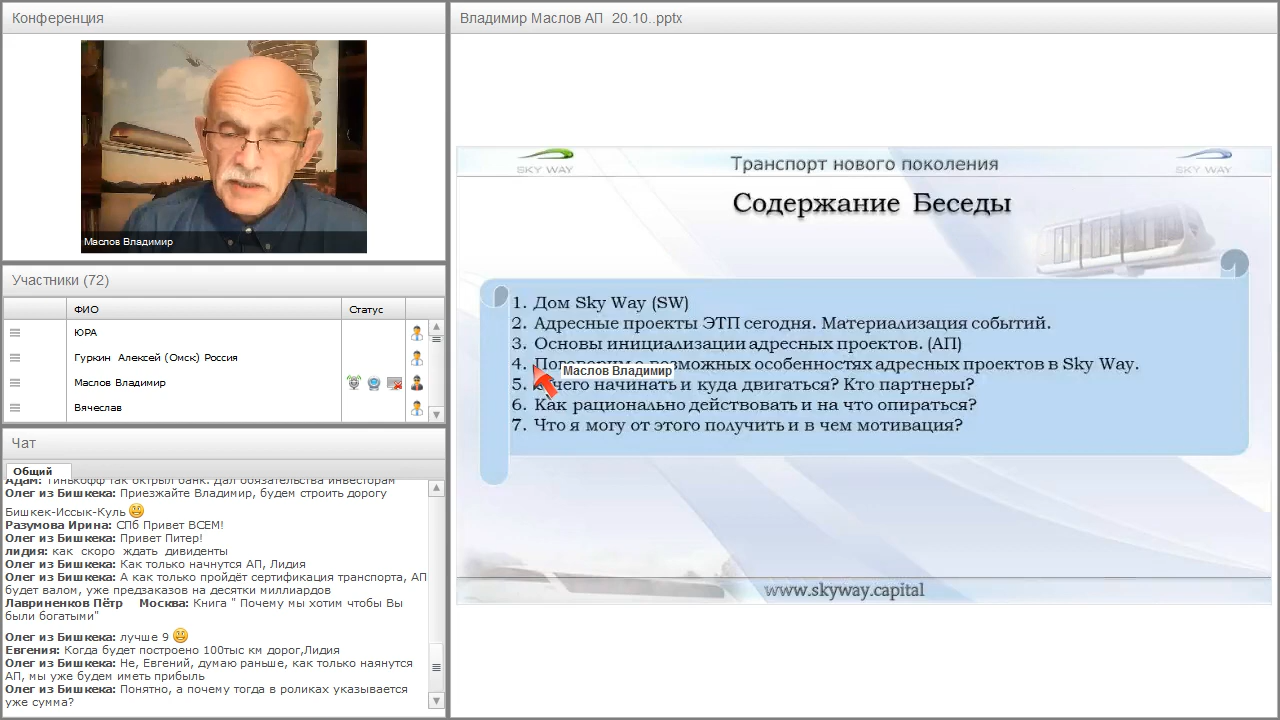 Конференция
Маслов Владимир
Участники (72)
ФИО
Статус
ЮРА
Гуркин Алексей (Омск) Россия
Маслов Владимир
Вячеслав
Чат
Общий
Адам: Тинькофф так октрыл банк. Дал обязательства инвесторам
Олег из Бишкека: Приезжайте Владимир, будем строить дорогу
Бишкек-Иссык-Куль
Разумова Ирина: СПб Привет ВСЕМ!
Олег из Бишкека: Привет Питер!
лидия: как скоро ждать дивиденты
Олег из Бишкека: Как только начнутся АП, Лидия
Олег из Бишкека: А как только пройдёт сертификация транспорта, АП
будет валом, уже предзаказов на десятки миллиардов
Лавриненков Пётр Москва: Книга " Почему мы хотим чтобы Вы
были богатыми"
Олег из Бишкека: лучше 9
Евгения: Когда будет построено 100тыс км дорог,Лидия
Олег из Бишкека: Не, Евгений, думаю раньше, как только наянутся
АП, мы уже будем иметь прибыль
Олег из Бишкека: Понятно, а почему тогда в роликах указывается
уже сумма?
Владимир Маслов АП 20.10..pptx
SKY WAY
Транспорт нового поколения
SKY WAY
Содержание Беседы
1. Дом Sky Way (SW)
2. Адресные проекты ЭТП сегодня. Материализация событий.
3. Основы инициализации адресных проектов. (АП)
4. возможных особенностях адресных проектов в Sky Way.
Маслов Владимир
5. чего начинать и куда двигаться? Кто партнеры?
6. Как рационально действовать и на что опираться?
7. Что я могу от этого получить и в чем мотивация?
www.skyway.capital